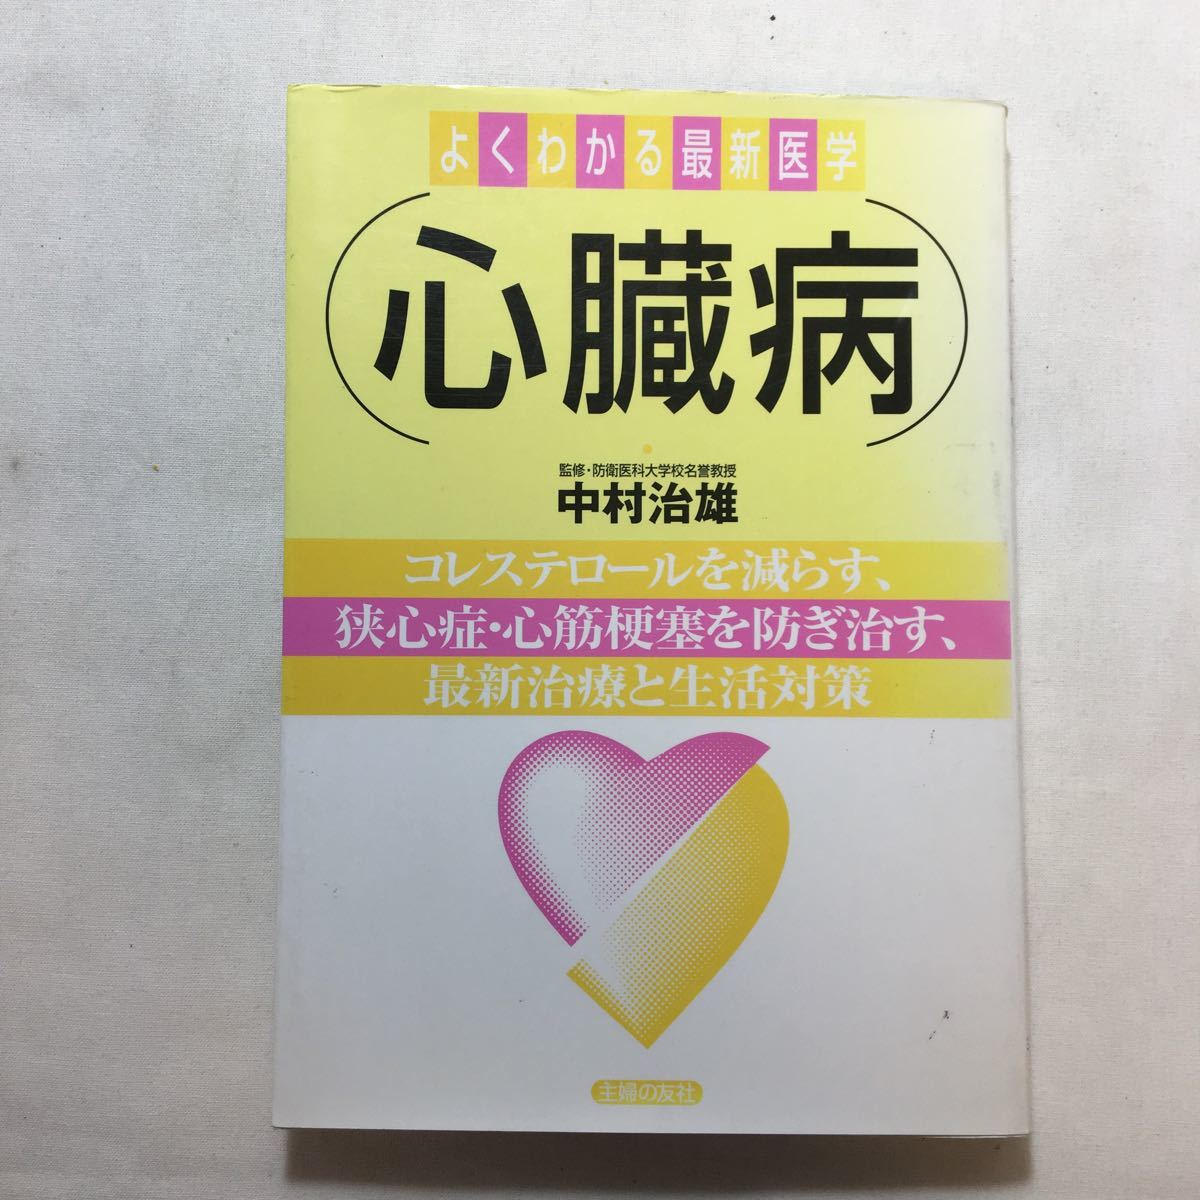 よくわかる最新医学
心臓病
監修・防衛医科大学校名誉教授
中村治雄
コレステロールを減らす、
狭心症・心筋梗塞を防ぎ治す、
最新治療と生活対策
主婦の友社